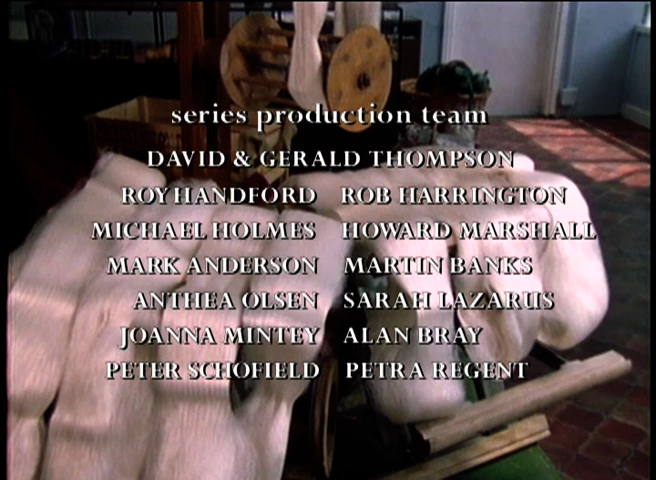 series production team
DAVID & GERALD THOMPSON
ROY HANDFORD ROB HARRINGTON
MICHAEL HOLMES HOWARD MARSHALL
MARK ANDERSON MARTIN BANKS
ANTHEA OLSEN SARAH LAZARUS
JOANNA MINTEY ALAN BRAY
PETER SCHOFIELD PETRA REGENT